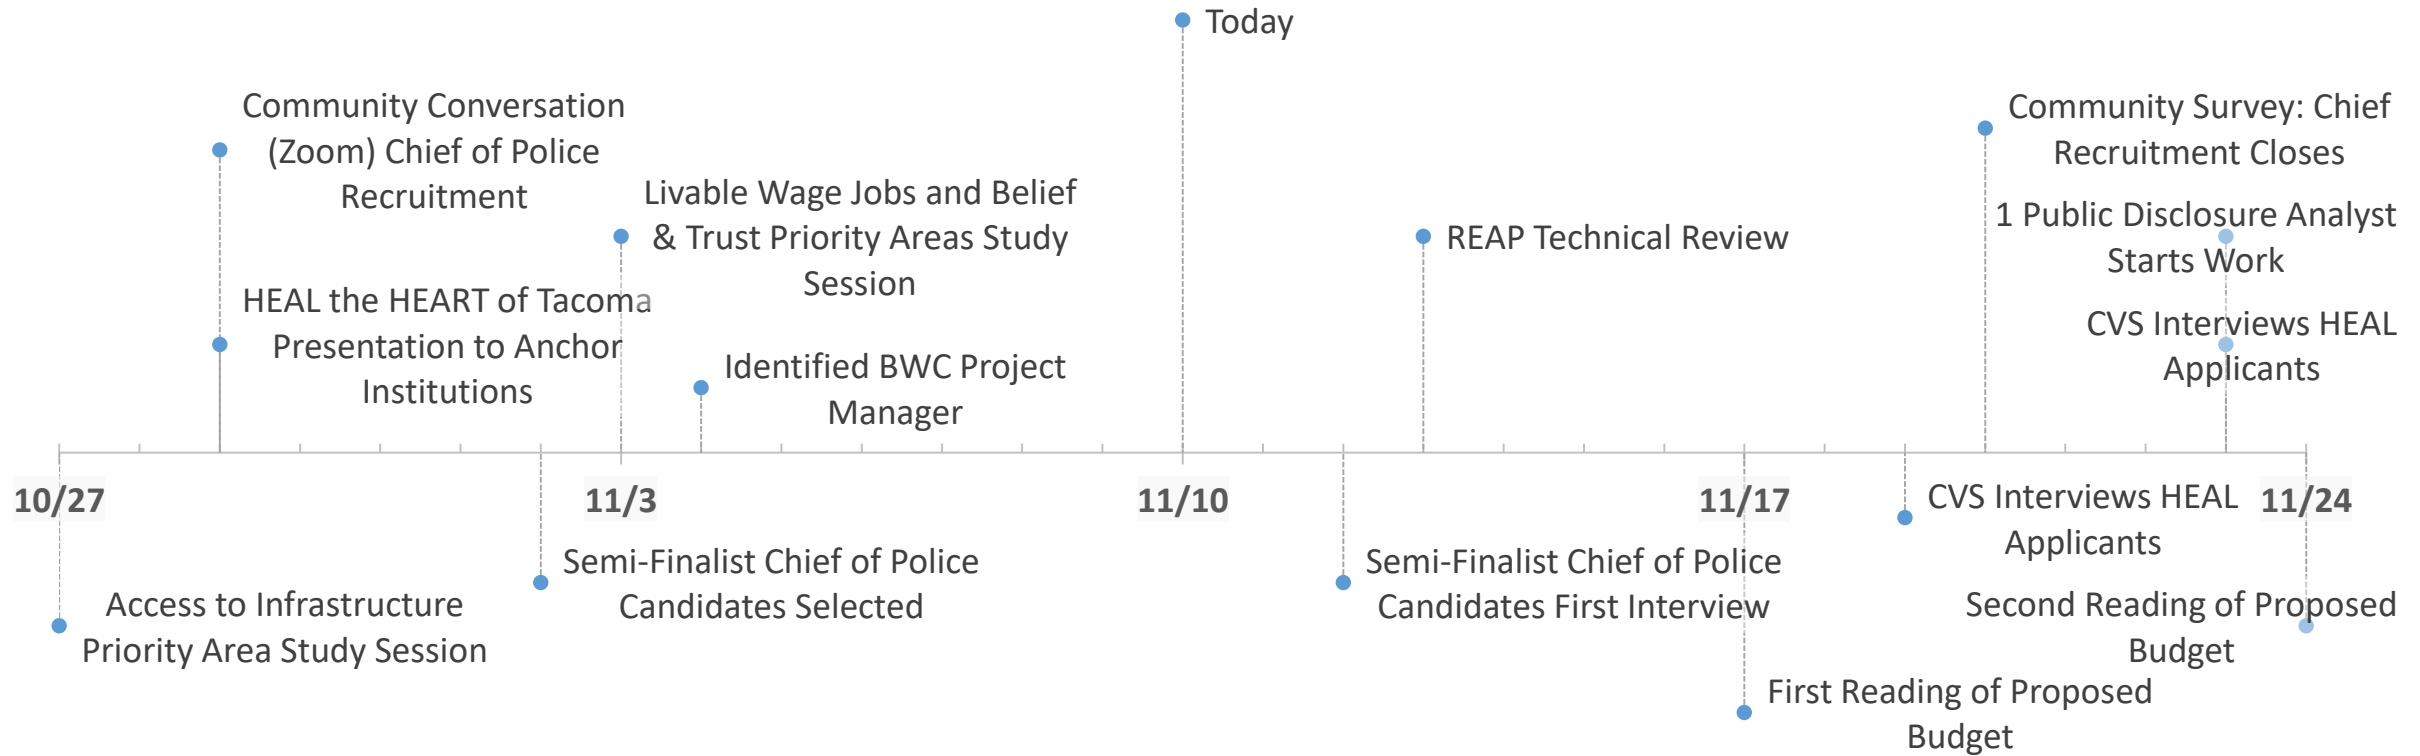 Today
Community Conversation
(Zoom) Chief of Police
Recruitment
HEAL the HEART of Tacoma
Presentation to Anchor
Institutions
Livable Wage Jobs and Belief
& Trust Priority Areas Study
Session
Identified BWC Project
Manager
REAP Technical Review
Community Survey: Chief
Recruitment Closes
1 Public Disclosure Analyst
Starts Work
CVS Interviews HEAL
Applicants
10/27
11/3
11/10
11/17
11/24
Access to Infrastructure
Priority Area Study Session
Semi-Finalist Chief of Police
Candidates Selected
Semi-Finalist Chief of Police
Candidates First Interview
CVS Interviews HEAL
Applicants
Second Reading of Proposed
Budget
First Reading of Proposed
Budget